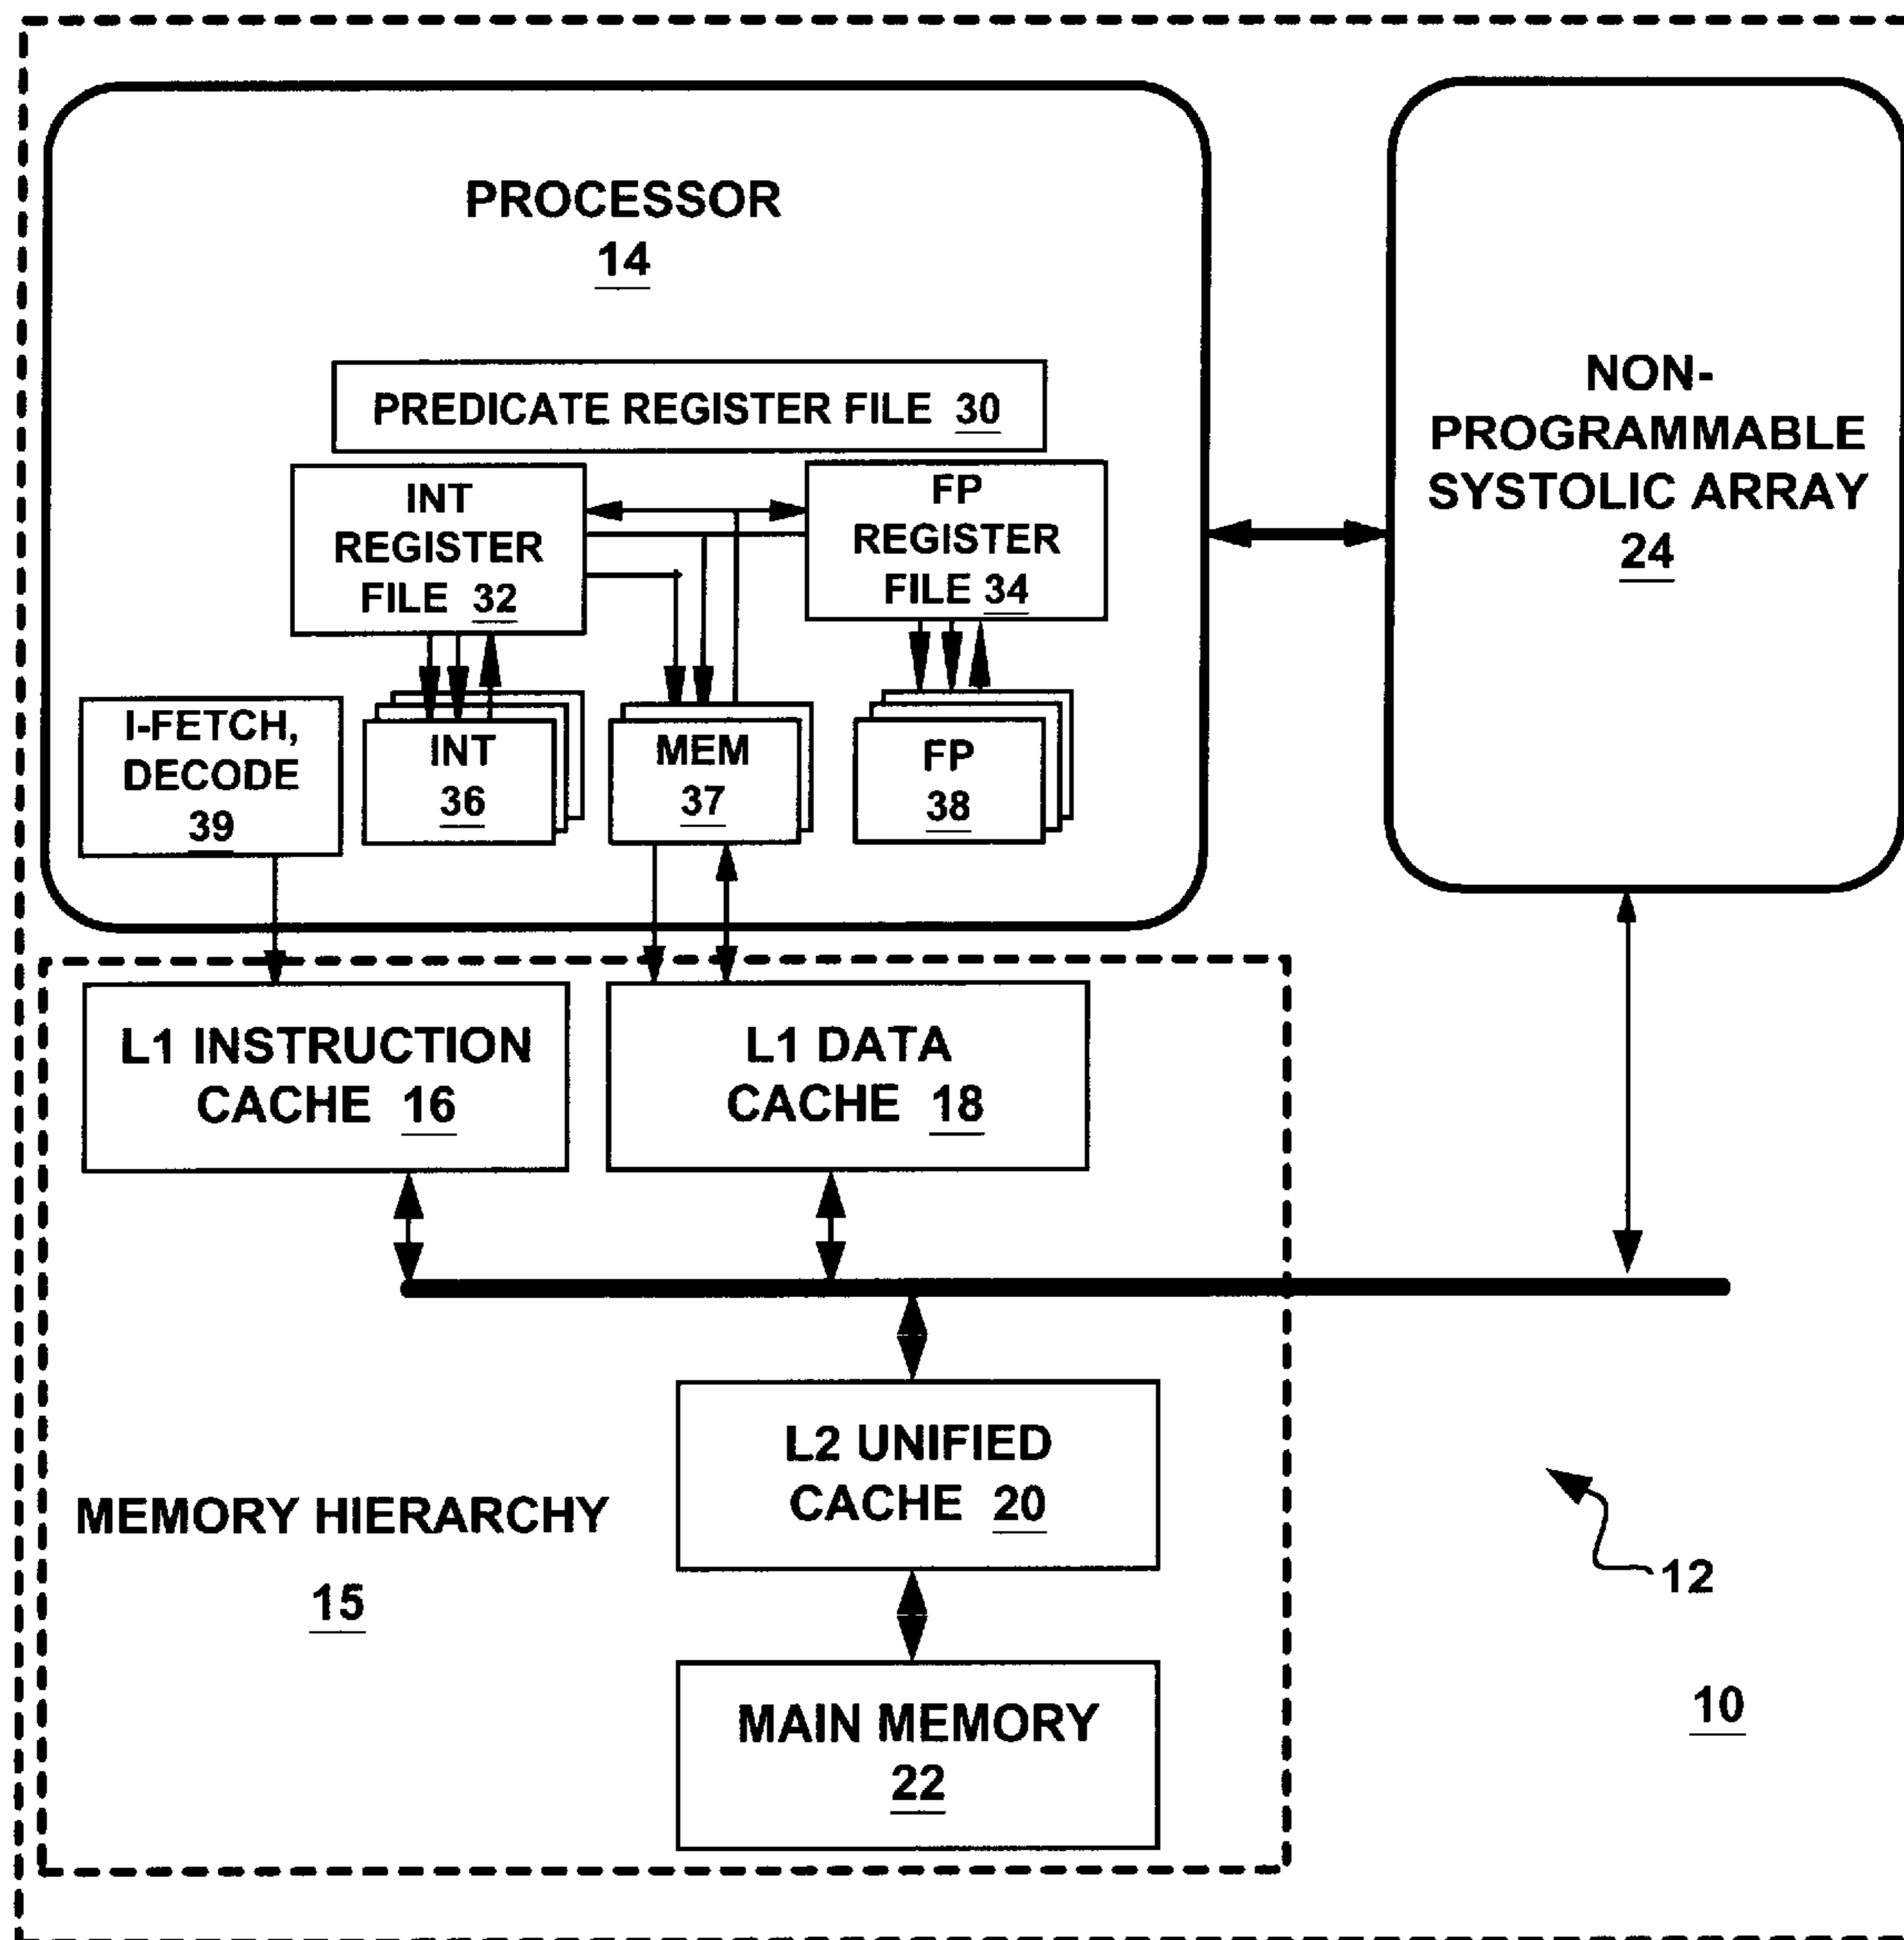 PROCESSOR
14
PREDICATE REGISTER FILE 30
INT
REGISTER
FILE 32
FP
REGISTER
FILE 34
I-FETCH,
DECODE
39
INT
36
MEM
37
FP
38
NON-
PROGRAMMABLE
SYSTOLIC ARRAY
24
L1 INSTRUCTION
CACHE 16
L1 DATA
CACHE 18
L2 UNIFIED
CACHE 20
MEMORY HIERARCHY
15
MAIN MEMORY
22
12
10